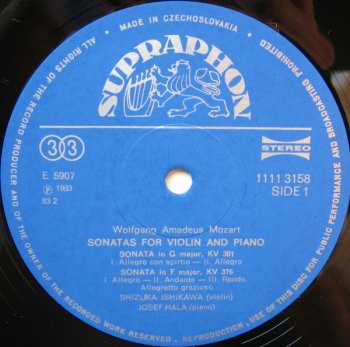 MADE IN CZECHOSLOVAKIA
ALL RIGHTS OF THE RECORD PRODUCER AND OF THE OWNER OF THE RECORDED WORK RESERVED. REPRODUCTION, USE OF THIS DISC FOR PUBLIC PERFORMANCE AND BROADCASTING PROHIBITED
SUPRAPHON
33
STEREO
E 5907
1111 3158
℗ 1983
SIDE 1
83 2
Wolfgang Amadeus Mozart
SONATAS FOR VIOLIN AND PIANO
SONATA in G major, KV 301
I. Allegro con spirito — II. Allegro
SONATA in F major, KV 376
I. Allegro — II. Andante — III. Rondo.
Allegretto grazioso
SHIZUKA ISHIKAWA (violin)
JOSEF HÁLA (piano)